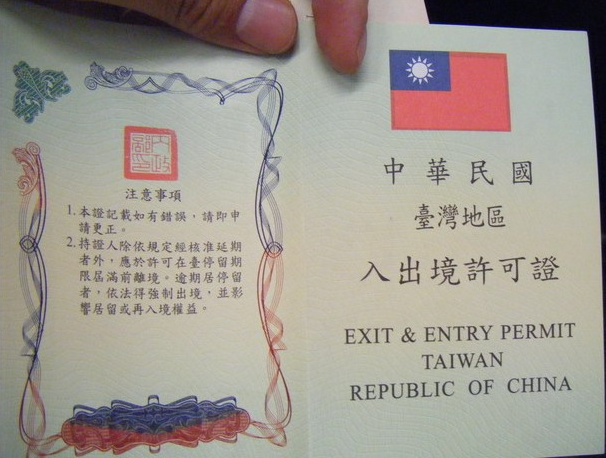 注意事項
1. 本證記載如有錯誤，請即申
請更正。
2. 持證人除依規定經核准延期
者外，應於許可在臺停留期
限屆滿前離境。逾期居停留
者，依法得強制出境，並影
響居留或再入境權益。
中華民國
臺灣地區
入出境許可證
EXIT & ENTRY PERMIT
TAIWAN
REPUBLIC OF CHINA